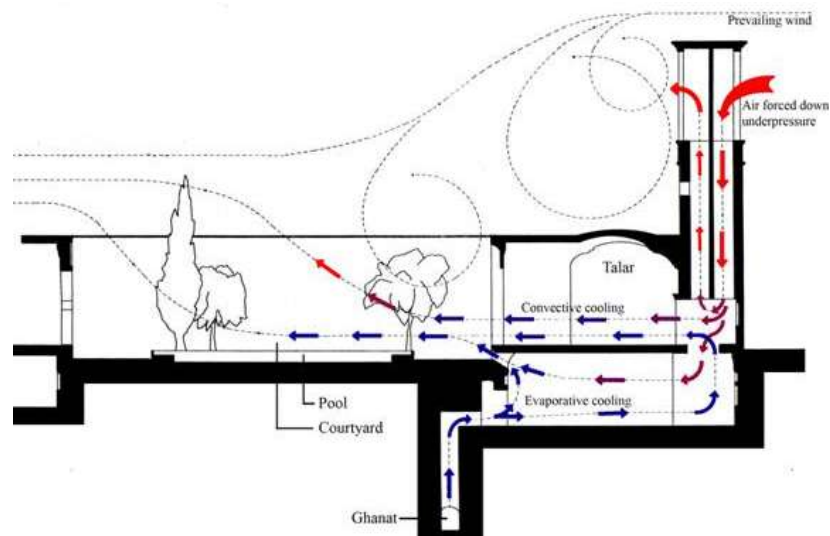 Prevailing wind
Air forced down
underpressure
Talar
Convective cooling
Evaporative cooling
Pool
Courtyard
Ghanat